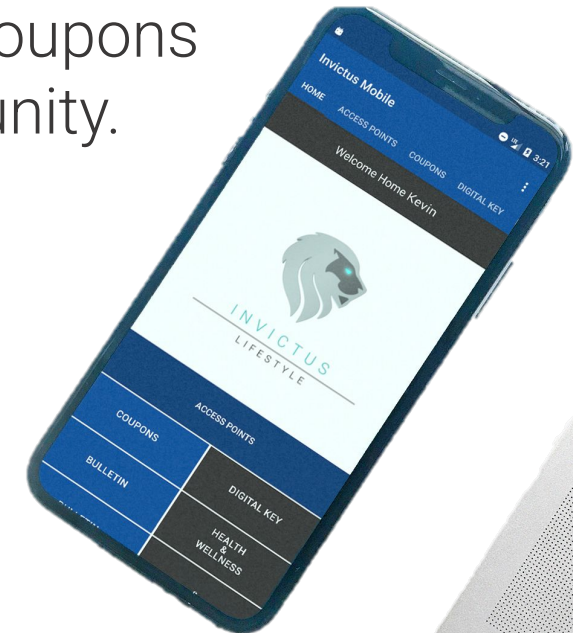 oupons
unity.
3:21
Invictus Mobile
HOME ACCESS POINTS COUPONS DIGITAL KEY
Welcome Home Kevin
INVICTUS
LIFESTYLE
ACCESS POINTS
COUPONS
DIGITAL KEY
BULLETIN
HEALTH
&
WELLNESS